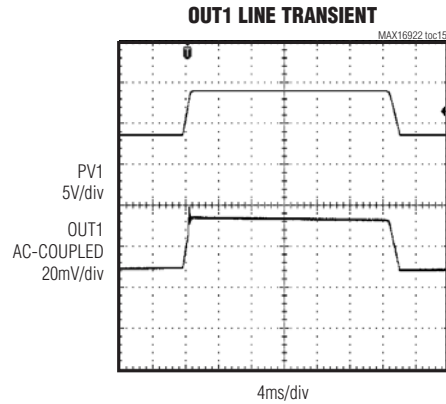 OUT1 LINE TRANSIENT
MAX16922 toc15
T
PV1
5V/div
OUT1
AC-COUPLED
20mV/div
4ms/div